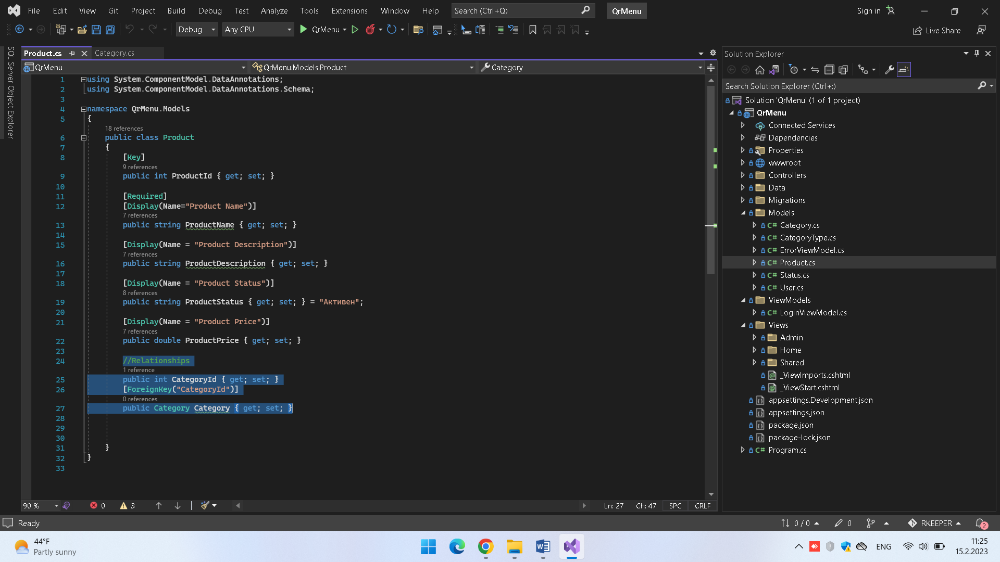 File Edit View Git Project Build Debug Test Analyze Tools Extensions Window Help Search (Ctrl+Q) QrMenu Sign in
Debug Any CPU QrMenu Live Share
SQL Server Object Explorer
Product.cs Category.cs
QrMenu QrMenu.Models.Product Category
1 using System.ComponentModel.DataAnnotations;
2 using System.ComponentModel.DataAnnotations.Schema;
3
4 namespace QrMenu.Models
5 {
18 references
6 public class Product
7 {
8 [Key]
9 references
9 public int ProductId { get; set; }
10
11 [Required]
12 [Display(Name="Product Name")]
7 references
13 public string ProductName { get; set; }
14
15 [Display(Name = "Product Description")]
7 references
16 public string ProductDescription { get; set; }
17
18 [Display(Name = "Product Status")]
8 references
19 public string ProductStatus { get; set; } = "Активен";
20
21 [Display(Name = "Product Price")]
7 references
22 public double ProductPrice { get; set; }
23
24 //Relationships
1 reference
25 public int CategoryId { get; set; }
26 [ForeignKey("CategoryId")]
0 references
27 public Category Category { get; set; }
28
29
30
31 }
32 }
33
90 % 0 3 Ln: 27 Ch: 47 SPC CRLF
Solution Explorer
Search Solution Explorer (Ctrl+;)
Solution 'QrMenu' (1 of 1 project)
QrMenu
Connected Services
Dependencies
Properties
wwwroot
Controllers
Data
Migrations
Models
C# Category.cs
C# CategoryType.cs
C# ErrorViewModel.cs
C# Product.cs
C# Status.cs
C# User.cs
ViewModels
C# LoginViewModel.cs
Views
Admin
Home
Shared
_ViewImports.cshtml
_ViewStart.cshtml
appsettings.Development.json
appsettings.json
package.json
package-lock.json
C# Program.cs
Ready 0 / 0 0 RKEEPER 2
44°F
Partly sunny
ENG
11:25
15.2.2023